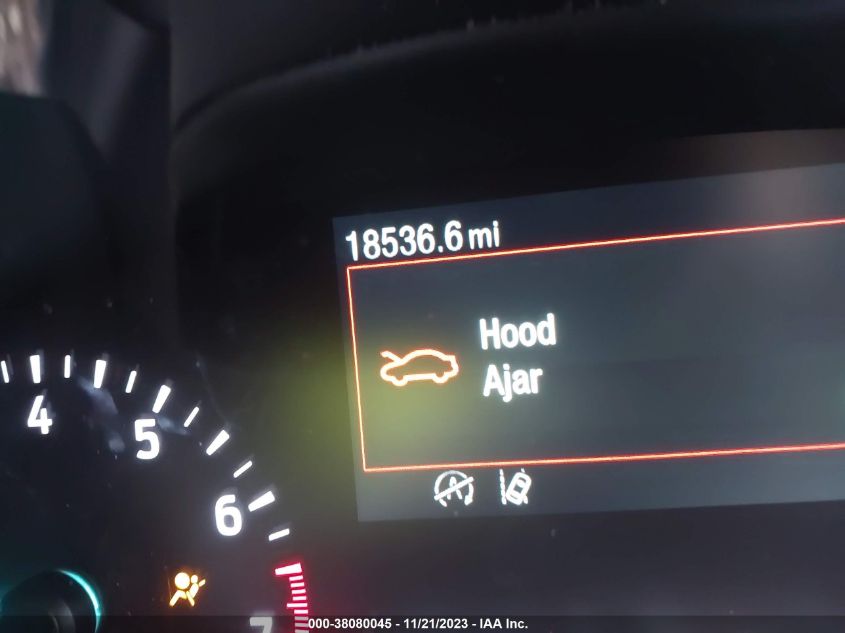 18536.6 mi
Hood
Ajar
4
5
6
7
000-38080045 - 11/21/2023 - IAA Inc.